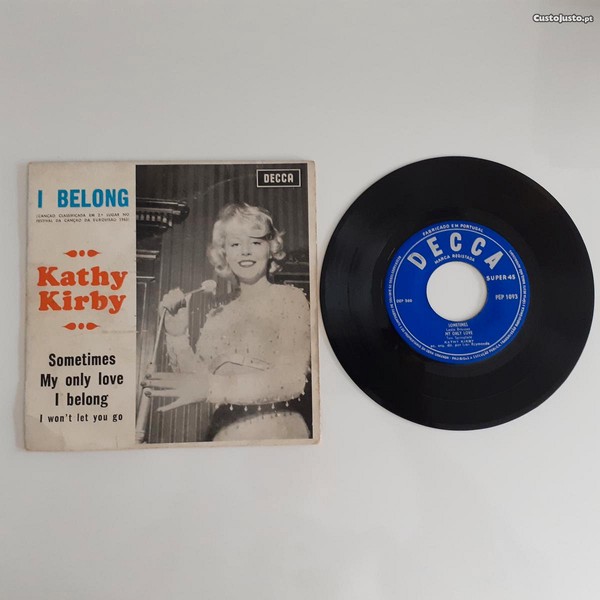 CustoJusto.pt
DECCA
I BELONG
(CANÇÃO CLASSIFICADA EM 2.º LUGAR NO
FESTIVAL DA CANÇÃO DA EUROVISÃO 1965)
Kathy
Kirby
Sometimes
My only love
I belong
I won't let you go
FABRICADO EM PORTUGAL
DECCA
MARCA REGISTADA
SUPER-45
PEP 1093
SOMETIMES
MY ONLY LOVE
KATHY KIRBY